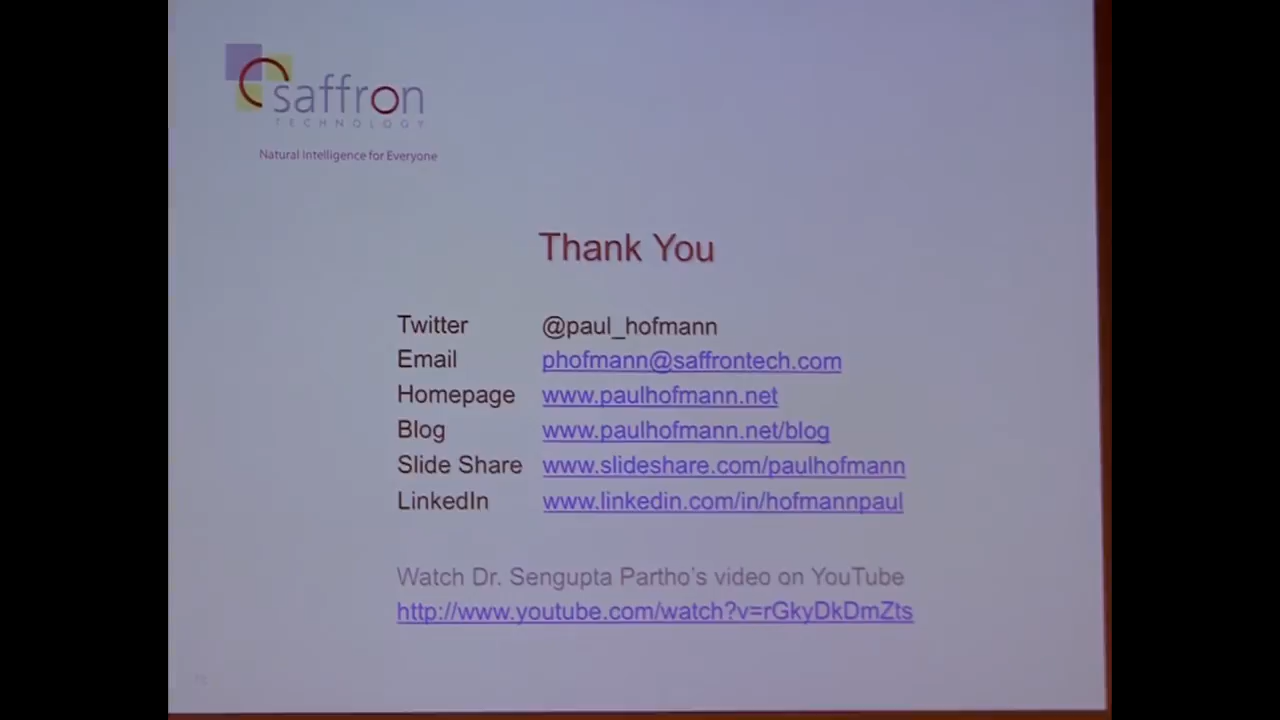 saffron
TECHNOLOGY
Natural Intelligence for Everyone
Thank You
Twitter @paul_hofmann
Email phofmann@saffrontech.com
Homepage www.paulhofmann.net
Blog www.paulhofmann.net/blog
Slide Share www.slideshare.com/paulhofmann
LinkedIn www.linkedin.com/in/hofmannpaul
Watch Dr. Sengupta Partho's video on YouTube
http://www.youtube.com/watch?v=rGkyDkDmZts